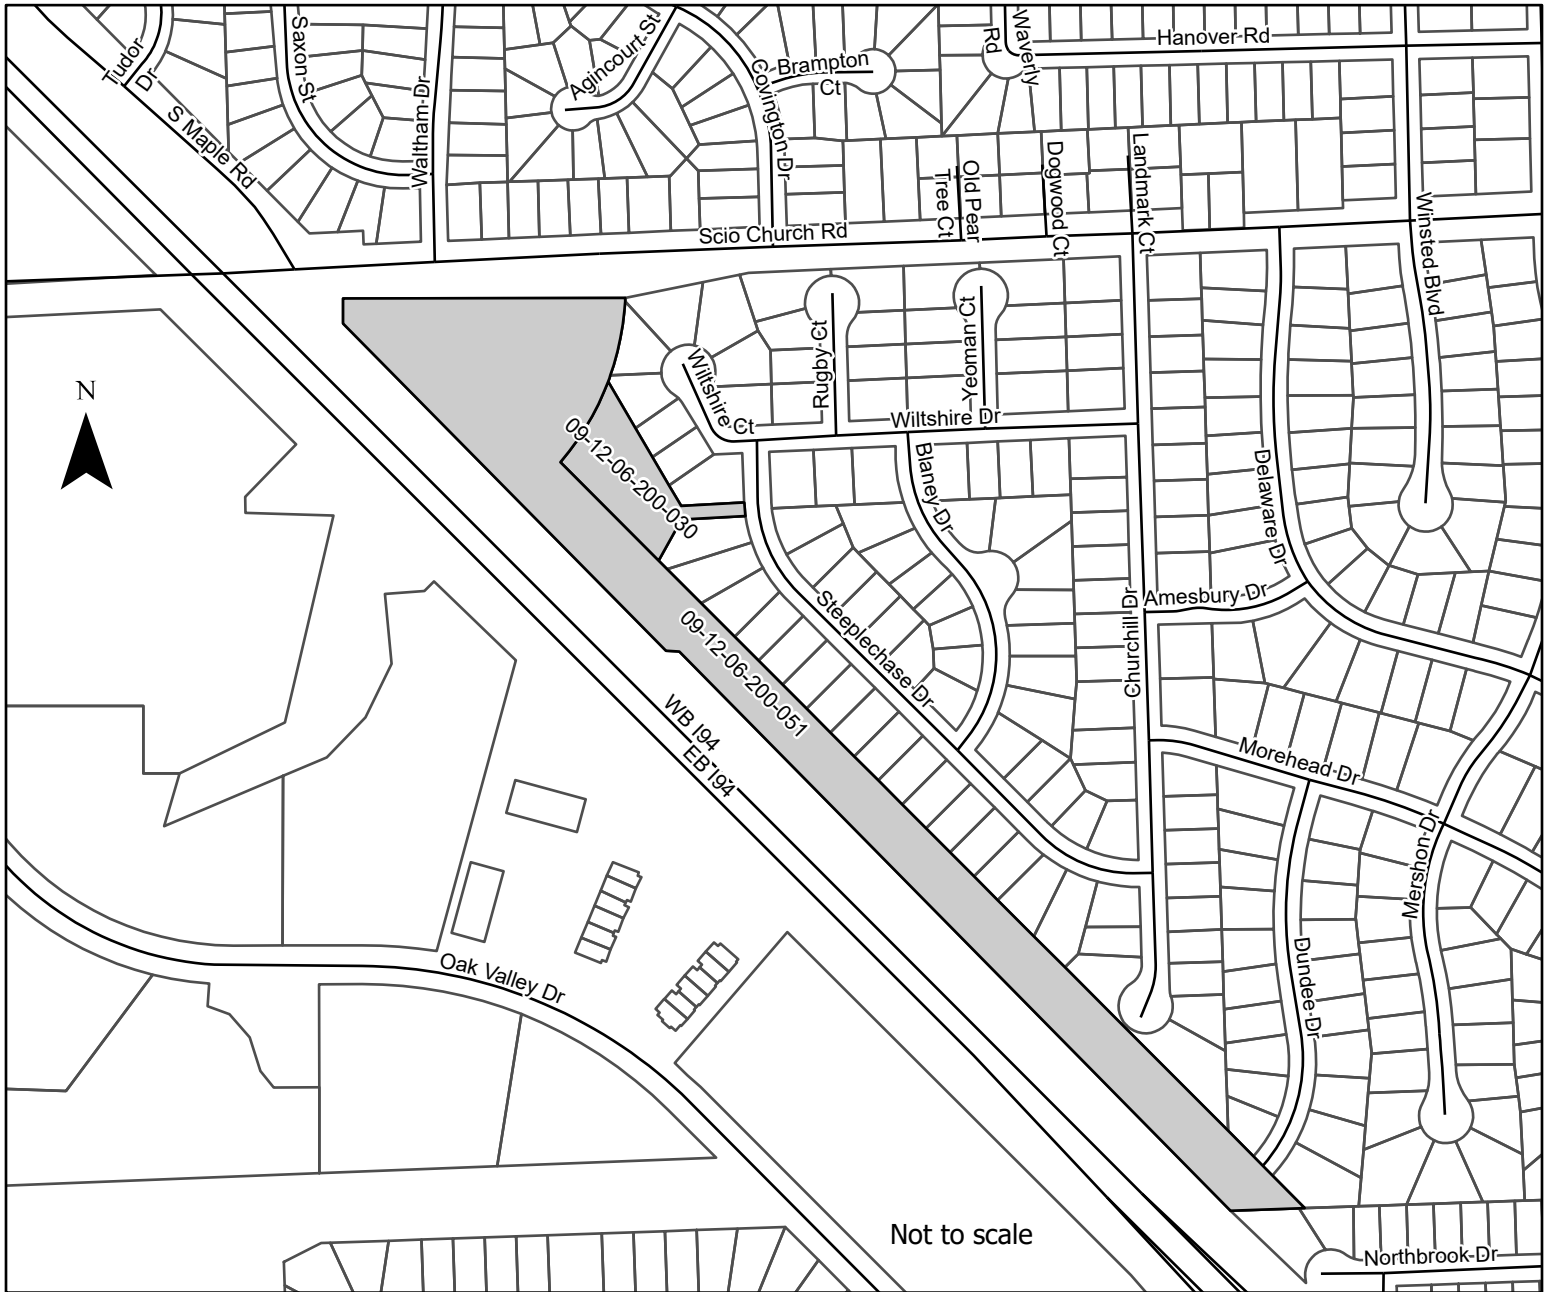 Tudor
Dr
Saxon St
Waltham Dr
S Maple Rd
Agincourt St
Covington Dr
Brampton
Ct
Waverly
Rd
Hanover Rd
Scio Church Rd
Old Pear
Tree Ct
Dogwood Ct
Landmark Ct
Winsted Blvd
N
Wiltshire Ct
Rugby Ct
Yeoman Ct
Wiltshire Dr
Blaney Dr
Delaware Dr
09-12-06-200-030
Amesbury Dr
Steeplechase Dr
Churchill Dr
09-12-06-200-051
WB I94
EB I94
Morehead Dr
Mershon Dr
Dundee Dr
Oak Valley Dr
Not to scale
Northbrook Dr